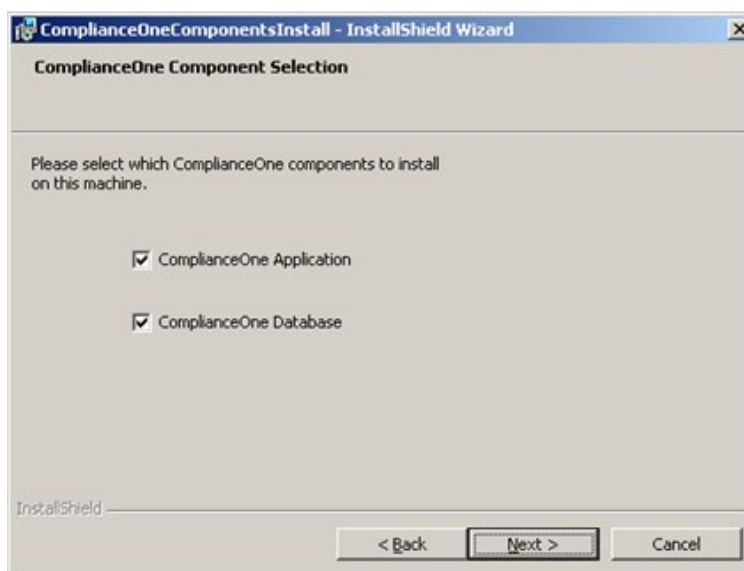 ComplianceOneComponentsInstall - InstallShield Wizard
ComplianceOne Component Selection
Please select which ComplianceOne components to install
on this machine.
ComplianceOne Application
ComplianceOne Database
InstallShield
< Back Next > Cancel